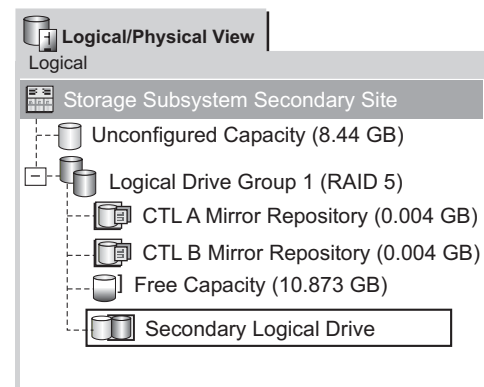 Logical/Physical View
Logical
Storage Subsystem Secondary Site
Unconfigured Capacity (8.44 GB)
Logical Drive Group 1 (RAID 5)
CTL A Mirror Repository (0.004 GB)
CTL B Mirror Repository (0.004 GB)
Free Capacity (10.873 GB)
Secondary Logical Drive